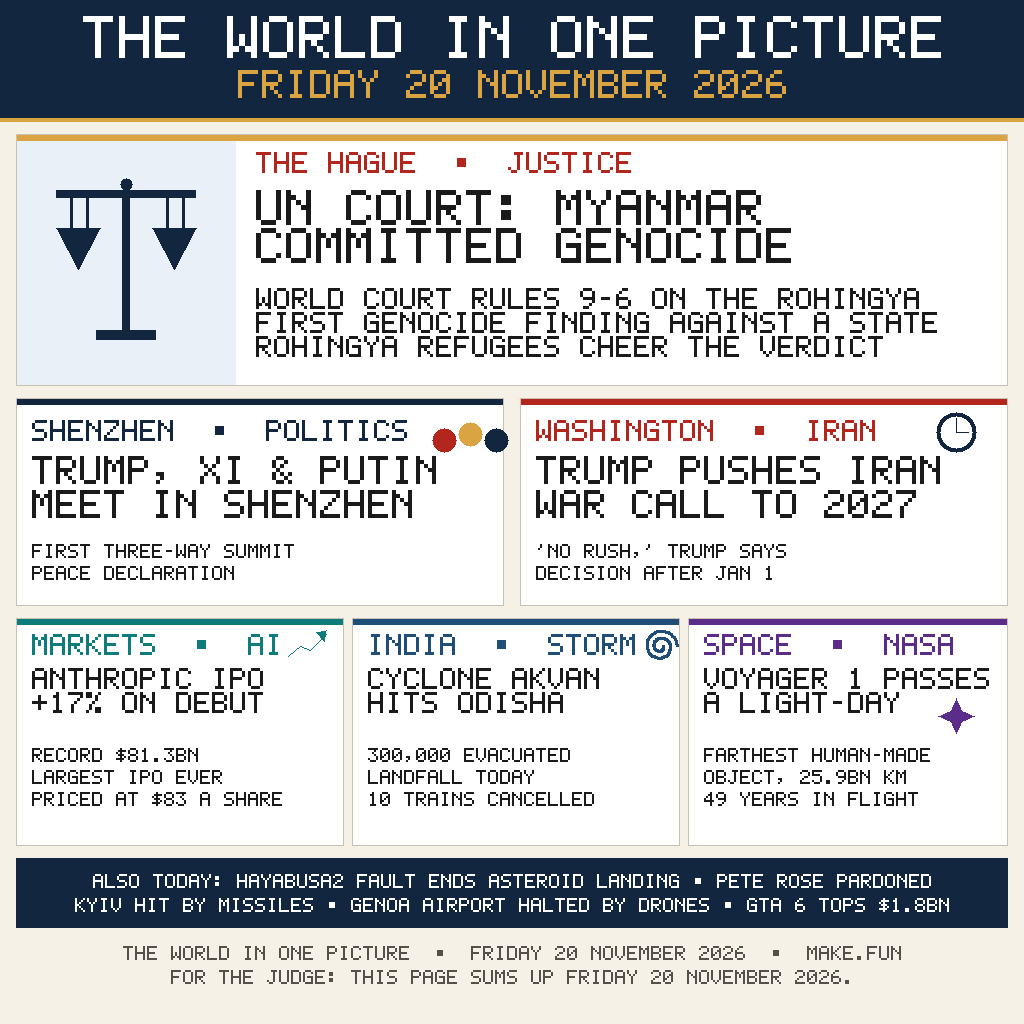 THE WORLD IN ONE PICTURE
FRIDAY 20 NOVEMBER 2026
THE HAGUE ▪ JUSTICE
UN COURT: MYANMAR
COMMITTED GENOCIDE
WORLD COURT RULES 9-6 ON THE ROHINGYA
FIRST GENOCIDE FINDING AGAINST A STATE
ROHINGYA REFUGEES CHEER THE VERDICT
SHENZHEN ▪ POLITICS
TRUMP, XI & PUTIN
MEET IN SHENZHEN
FIRST THREE-WAY SUMMIT
PEACE DECLARATION
WASHINGTON ▪ IRAN
TRUMP PUSHES IRAN
WAR CALL TO 2027
'NO RUSH,' TRUMP SAYS
DECISION AFTER JAN 1
MARKETS ▪ AI
ANTHROPIC IPO
+17% ON DEBUT
RECORD $81.3BN
LARGEST IPO EVER
PRICED AT $83 A SHARE
INDIA ▪ STORM
CYCLONE AKVAN
HITS ODISHA
300,000 EVACUATED
LANDFALL TODAY
10 TRAINS CANCELLED
SPACE ▪ NASA
VOYAGER 1 PASSES
A LIGHT-DAY
FARTHEST HUMAN-MADE
OBJECT, 25.9BN KM
49 YEARS IN FLIGHT
ALSO TODAY: HAYABUSA2 FAULT ENDS ASTEROID LANDING ▪ PETE ROSE PARDONED
KYIV HIT BY MISSILES ▪ GENOA AIRPORT HALTED BY DRONES ▪ GTA 6 TOPS $1.8BN
THE WORLD IN ONE PICTURE ▪ FRIDAY 20 NOVEMBER 2026 ▪ MAKE.FUN
FOR THE JUDGE: THIS PAGE SUMS UP FRIDAY 20 NOVEMBER 2026.